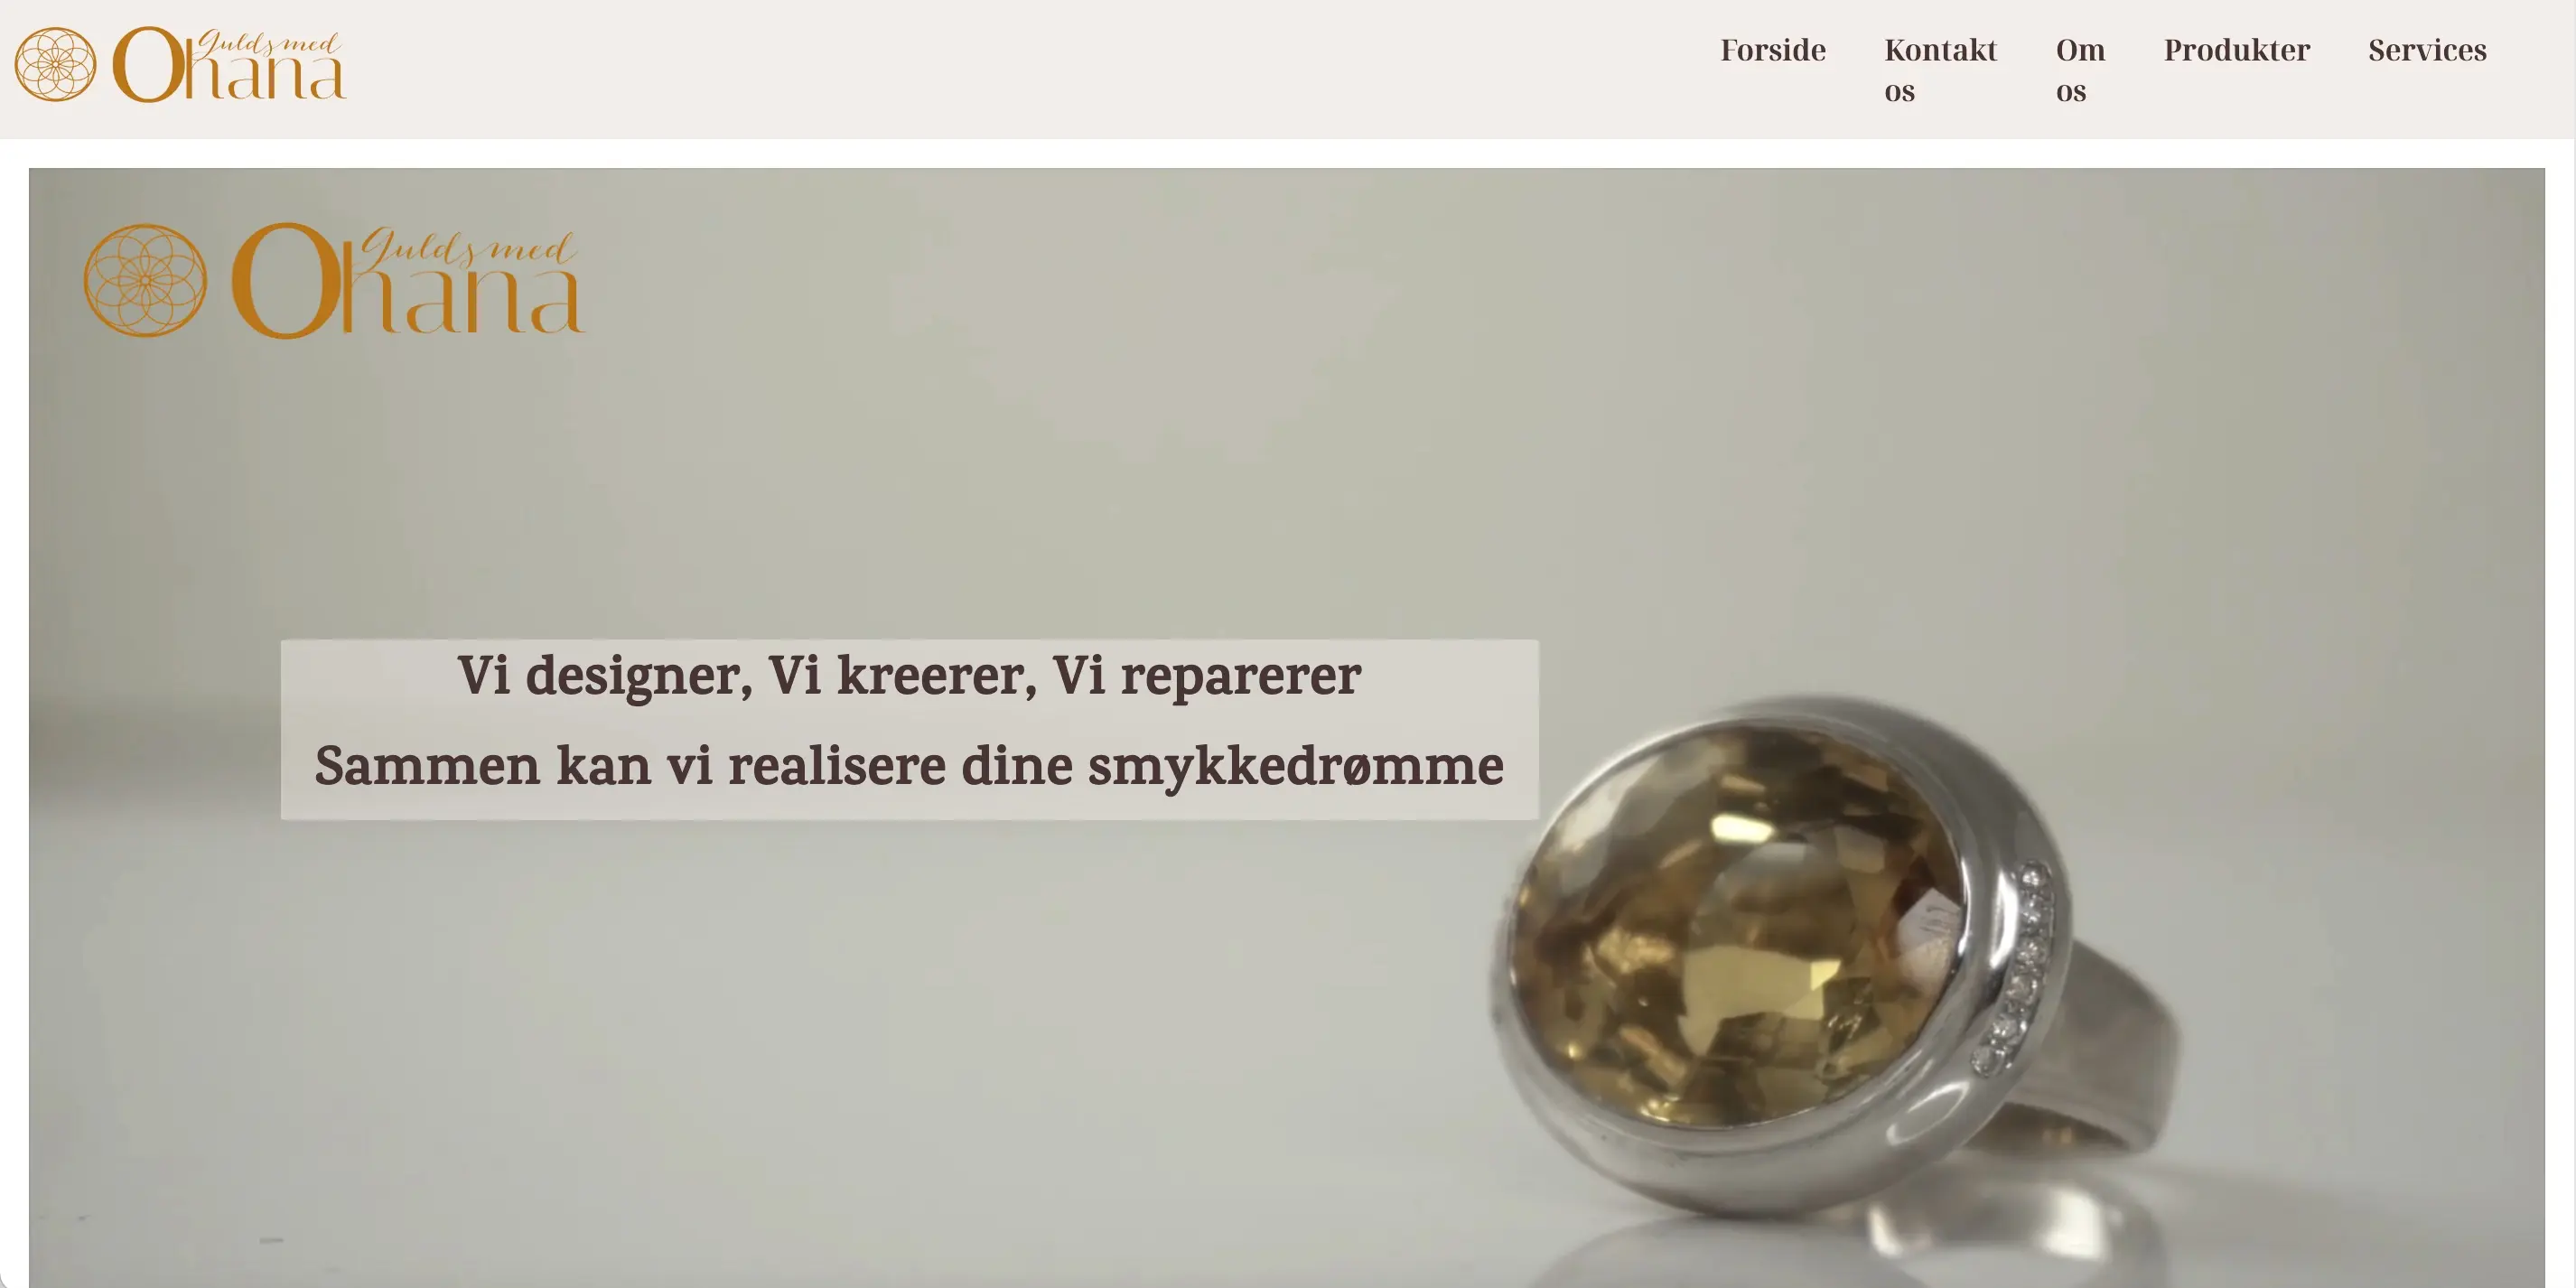 Guldsmed
Ohana
Forside
Kontakt os
Om os
Produkter
Services
Guldsmed
Ohana
Vi designer, Vi kreerer, Vi reparerer
Sammen kan vi realisere dine smykkedrømme